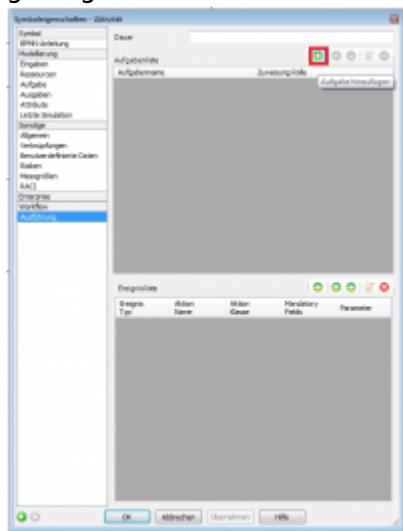 Symboleigenschaften - Aktivität
Symbol
BPMN-Anleitung
Modellierung
Eingaben
Ressourcen
Aufgabe
Ausgaben
Attribute
Letzte Simulation
Sonstige
Allgemein
Verknüpfungen
Benutzerdefinierte Daten
Risiken
Messgrößen
RACI
Enterprise
Workflow
Ausführung
Dauer
Aufgabenliste
Aufgabenname
Zuweisung Rolle
Aufgabe hinzufügen
Ereignisliste
Ereignis Typ
Aktion Name
Aktion Klasse
Mandatory Fields
Parameter
OK
Abbrechen
Übernehmen
Hilfe